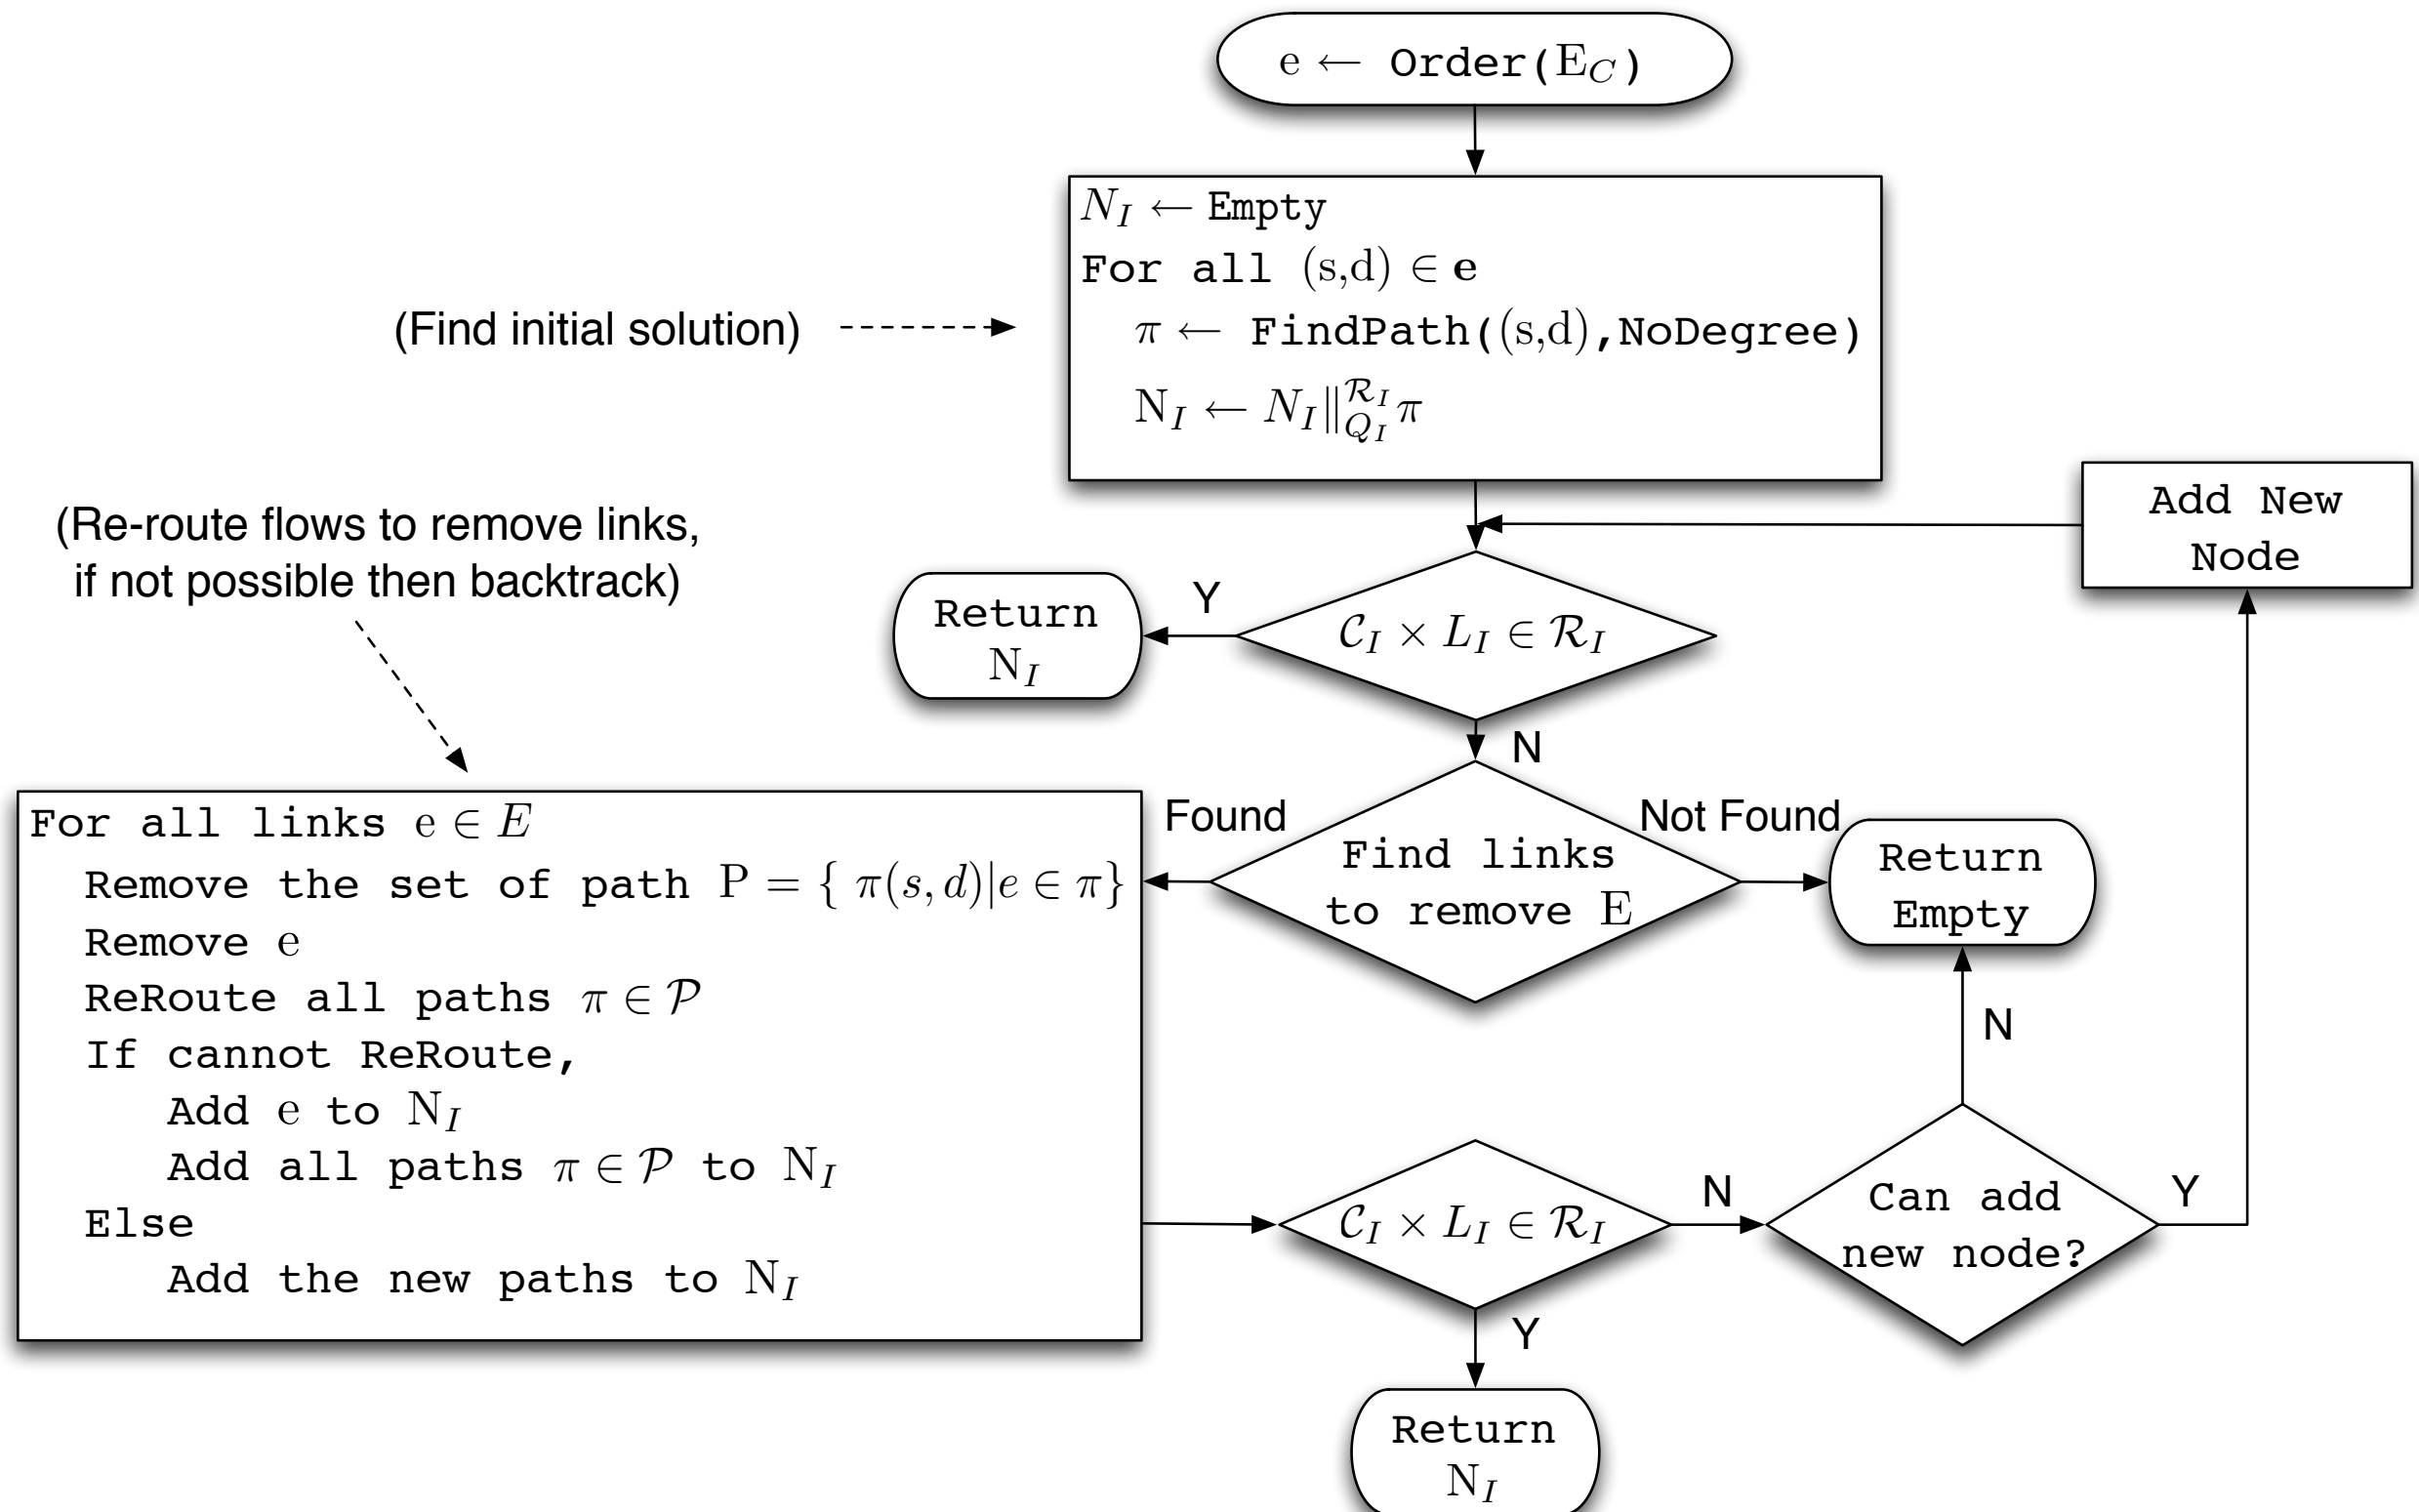 e ← Order(E_C)
N_I ← Empty
For all (s,d) ∈ e
π ← FindPath((s,d),NoDegree)
N_I ← N_I ∥_{Q_I}^{ℛ_I} π
(Find initial solution)
(Re-route flows to remove links,
if not possible then backtrack)
Add New
Node
Y
Return
N_I
𝒞_I × L_I ∈ ℛ_I
N
Found
Find links
to remove E
Not Found
Return
Empty
For all links e ∈ E
Remove the set of path P = { π(s, d)|e ∈ π}
Remove e
ReRoute all paths π ∈ 𝒫
If cannot ReRoute,
Add e to N_I
Add all paths π ∈ 𝒫 to N_I
Else
Add the new paths to N_I
𝒞_I × L_I ∈ ℛ_I
N
Can add
new node?
N
Y
Y
Return
N_I